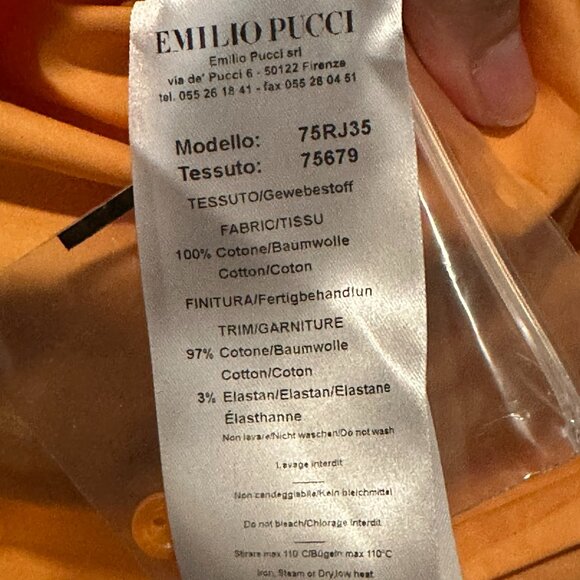 EMILIO PUCCI
Emilio Pucci srl
via de' Pucci 6 - 50122 Firenze
tel. 055 26 18 41 - fax 055 28 04 51
Modello: 75RJ35
Tessuto: 75679
TESSUTO/Gewebestoff
FABRIC/TISSU
100% Cotone/Baumwolle
Cotton/Coton
FINITURA/Fertigbehandlun
TRIM/GARNITURE
97% Cotone/Baumwolle
Cotton/Coton
3% Elastan/Elastan/Elastane
Élasthanne
Non lavare/Nicht waschen/Do not wash
Lavage interdit
Non candeggiabile/Kein bleichmittel
Do not bleach/Chlorage interdit
Stirare max 110 C/Bügeln max 110°C
Iron, Steam or Dry low heat